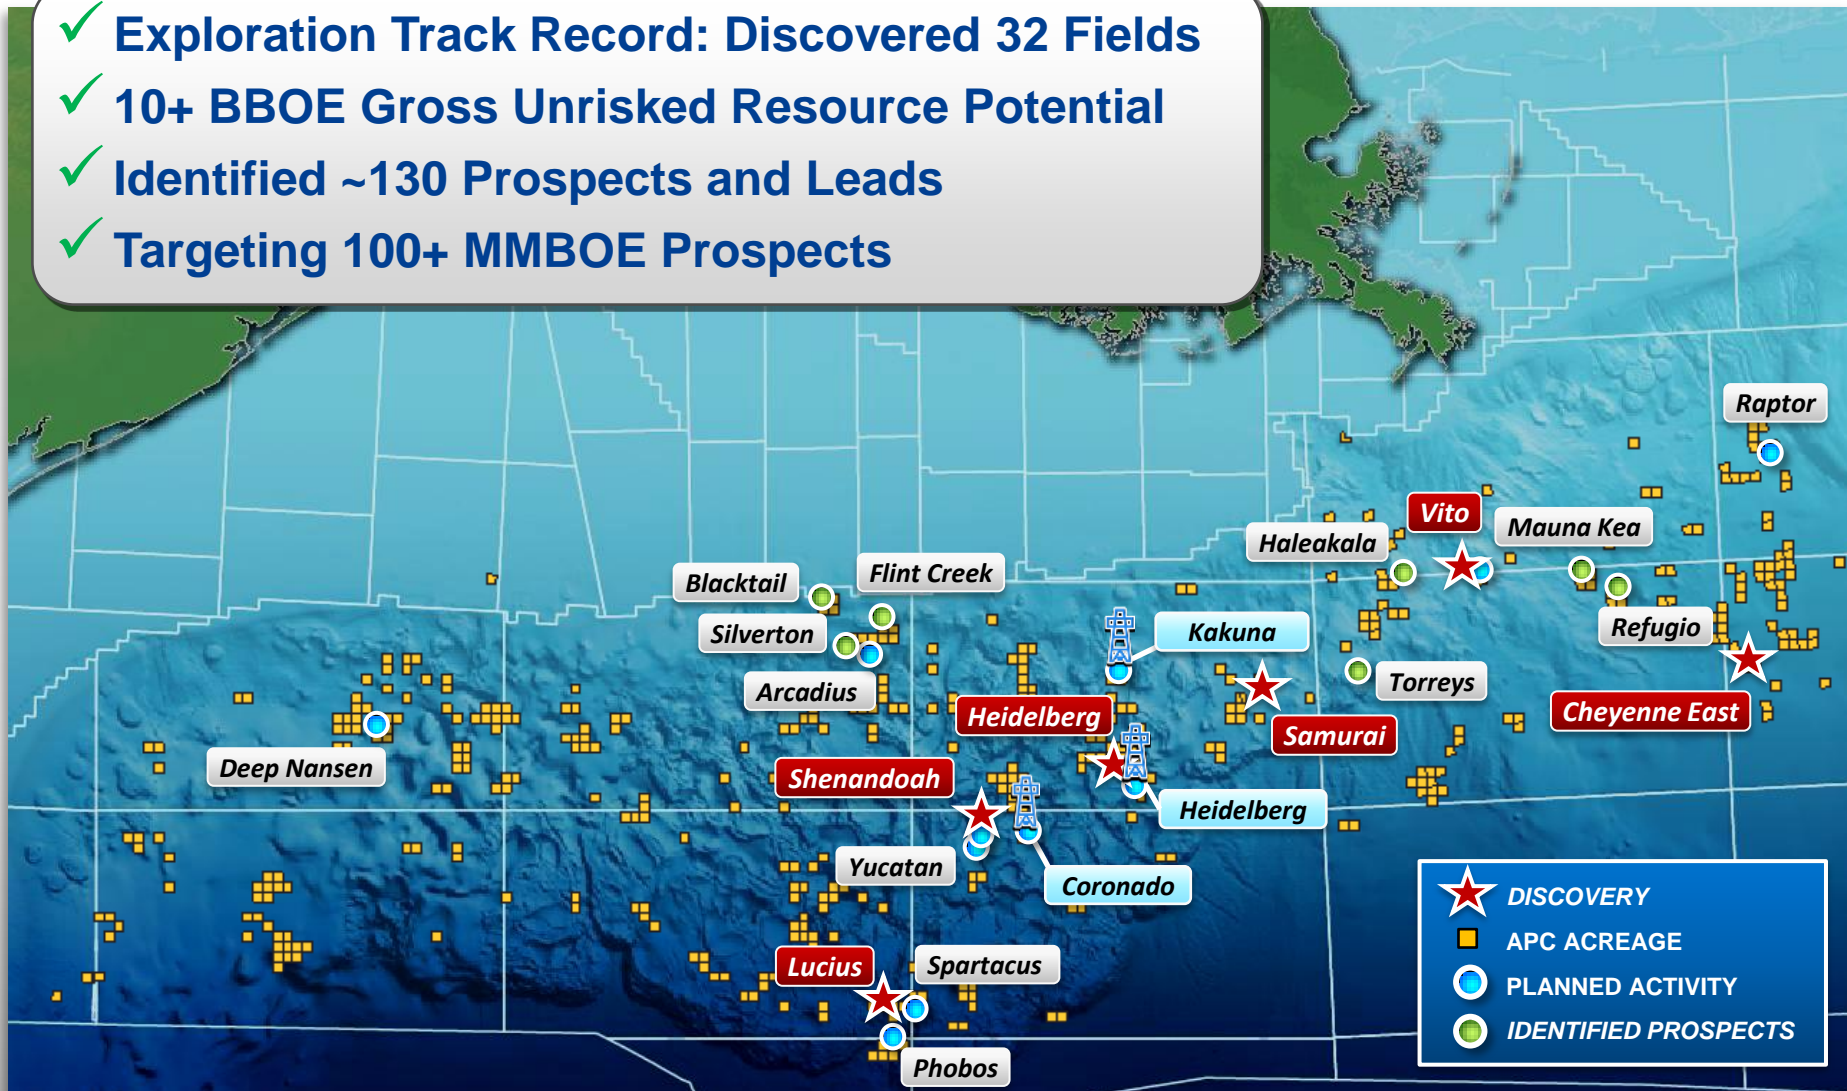 Exploration Track Record: Discovered 32 Fields
10+ BBOE Gross Unrisked Resource Potential
Identified ~130 Prospects and Leads
Targeting 100+ MMBOE Prospects
Raptor
Vito
Mauna Kea
Haleakala
Flint Creek
Blacktail
Silverton
Kakuna
Refugio
Arcadius
Torreys
Heidelberg
Cheyenne East
Samurai
Deep Nansen
Shenandoah
Heidelberg
Yucatan
Coronado
Lucius
Spartacus
Phobos
DISCOVERY
APC ACREAGE
PLANNED ACTIVITY
IDENTIFIED PROSPECTS